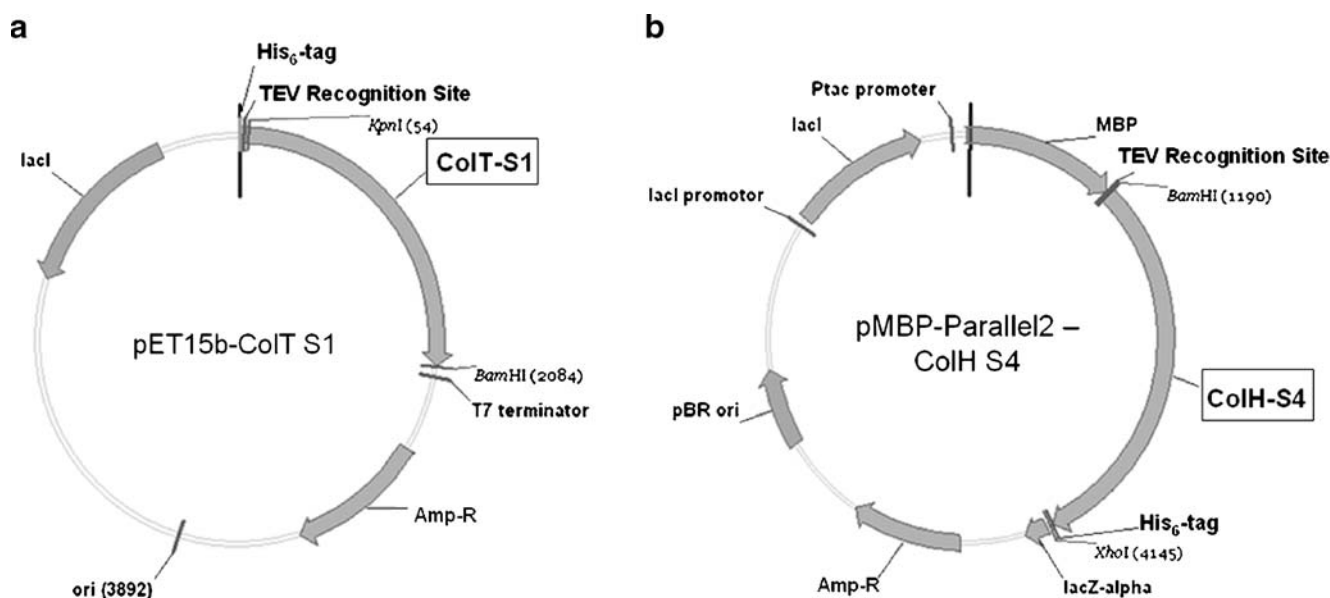 a
His₆-tag
TEV Recognition Site
KpnI (54)
ColT-S1
lacI
pET15b-ColT S1
BamHI (2084)
T7 terminator
Amp-R
ori (3892)
b
Ptac promoter
lacI
MBP
TEV Recognition Site
BamHI (1190)
lacI promotor
pMBP-Parallel2 –
ColH S4
ColH-S4
pBR ori
His₆-tag
XhoI (4145)
Amp-R
lacZ-alpha